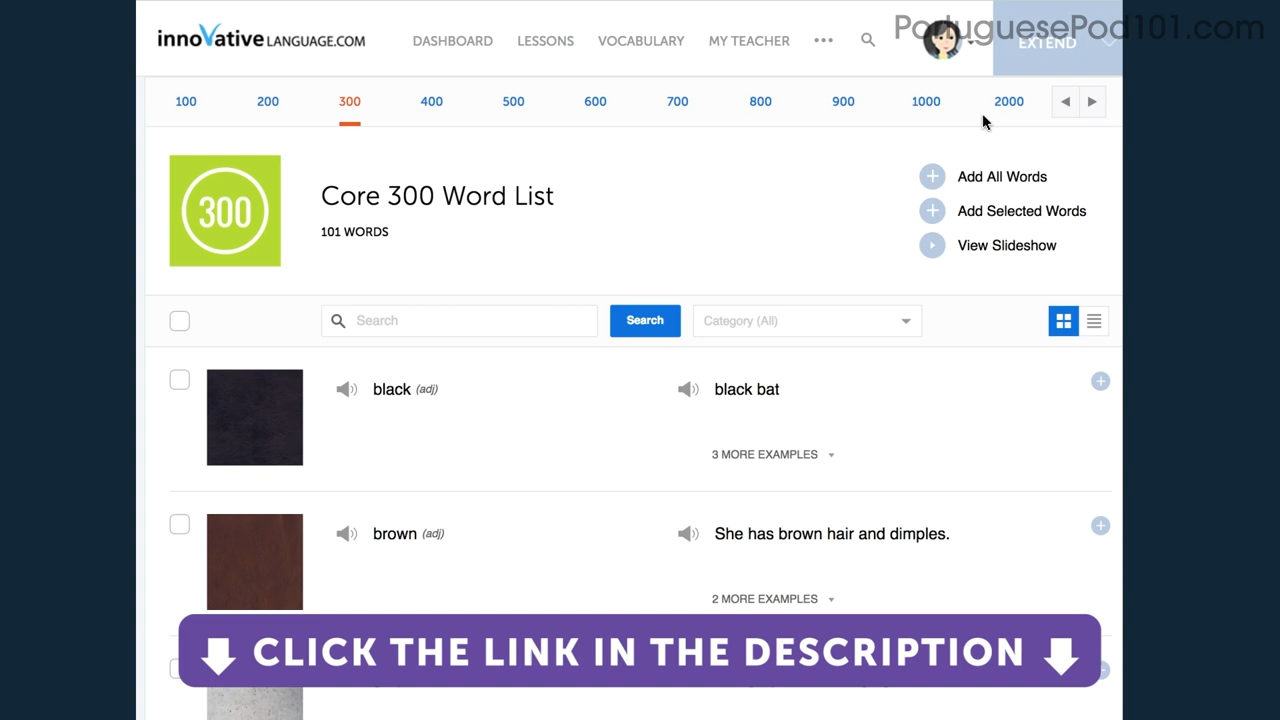 PortuguesePod101.com
innoVative LANGUAGE.COM
DASHBOARD LESSONS VOCABULARY MY TEACHER ••• EXTEND
100 200 300 400 500 600 700 800 900 1000 2000
300
Core 300 Word List
101 WORDS
Add All Words
Add Selected Words
View Slideshow
Search Search Category (All)
black (adj) black bat
3 MORE EXAMPLES
brown (adj) She has brown hair and dimples.
2 MORE EXAMPLES
CLICK THE LINK IN THE DESCRIPTION